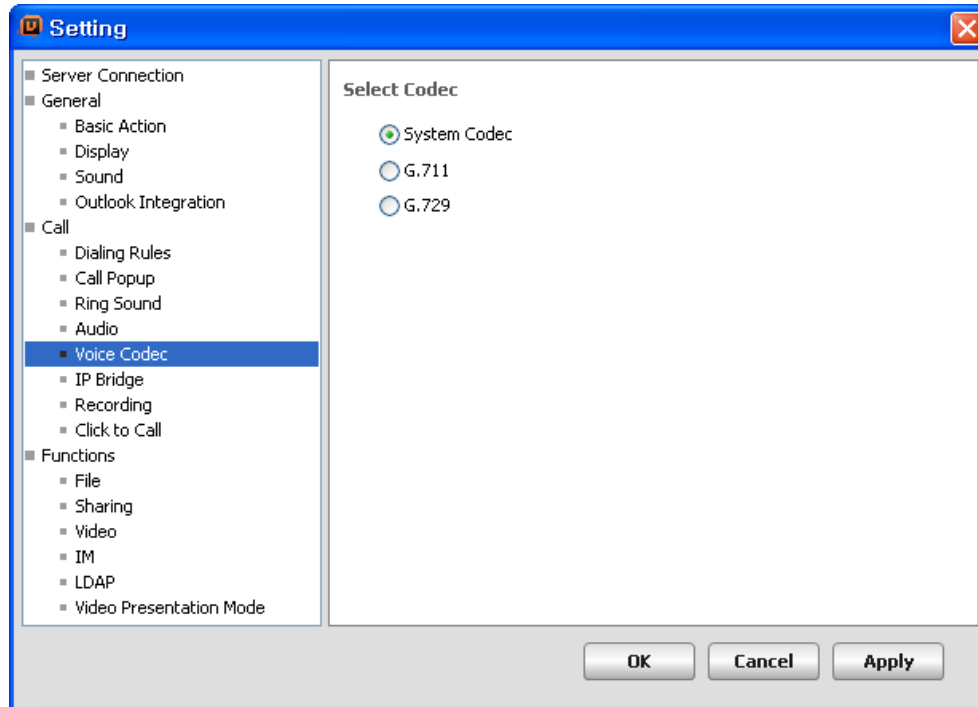 Setting
Server Connection
General
Basic Action
Display
Sound
Outlook Integration
Call
Dialing Rules
Call Popup
Ring Sound
Audio
Voice Codec
IP Bridge
Recording
Click to Call
Functions
File
Sharing
Video
IM
LDAP
Video Presentation Mode
Select Codec
System Codec
G.711
G.729
OK
Cancel
Apply